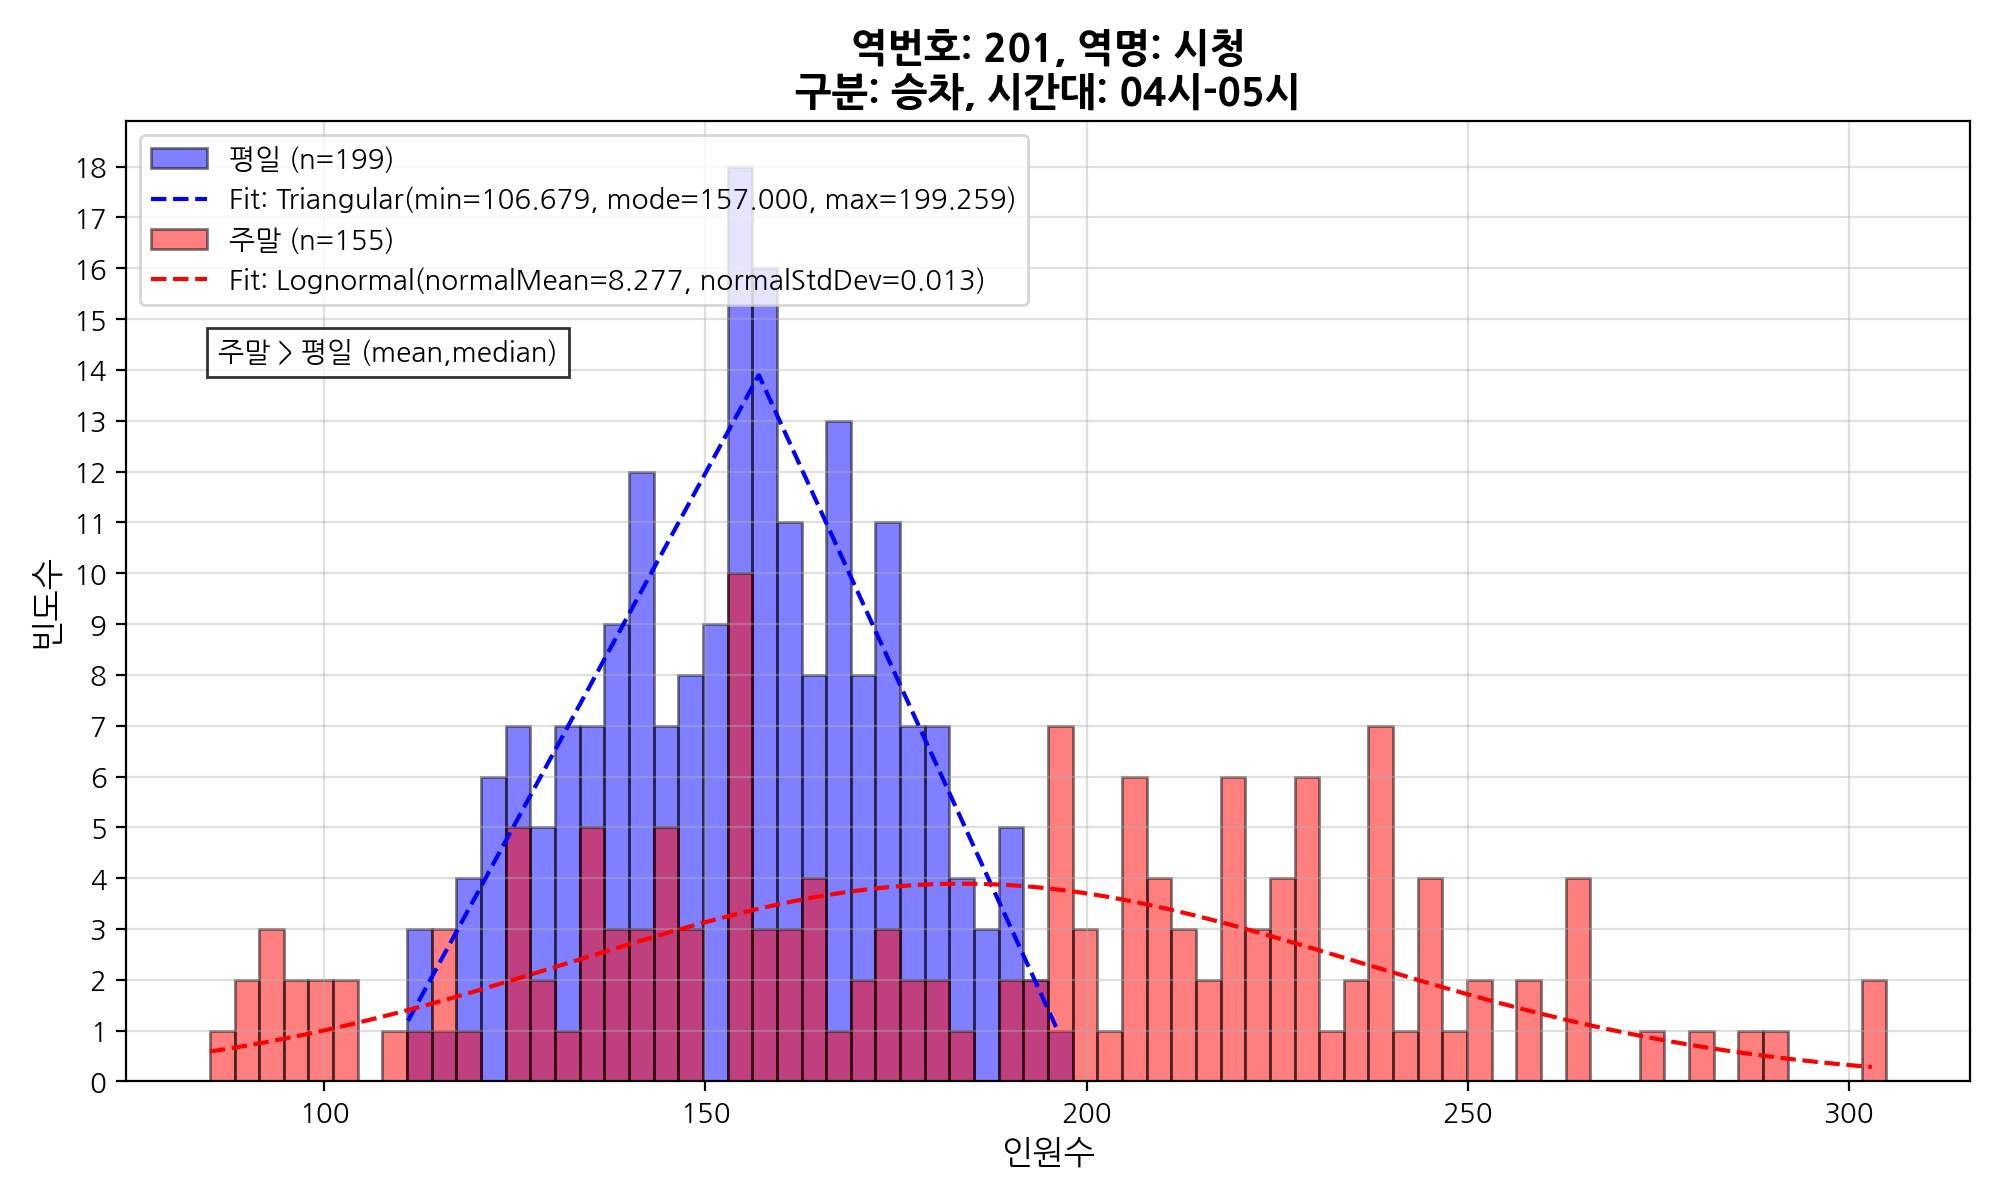 역번호: 201, 역명: 시청
구분: 승차, 시간대: 04시-05시
평일 (n=199)
Fit: Triangular(min=106.679, mode=157.000, max=199.259)
주말 (n=155)
Fit: Lognormal(normalMean=8.277, normalStdDev=0.013)
주말 > 평일 (mean,median)
빈도수
18
17
16
15
14
13
12
11
10
9
8
7
6
5
4
3
2
1
0
100 150 200 250 300
인원수